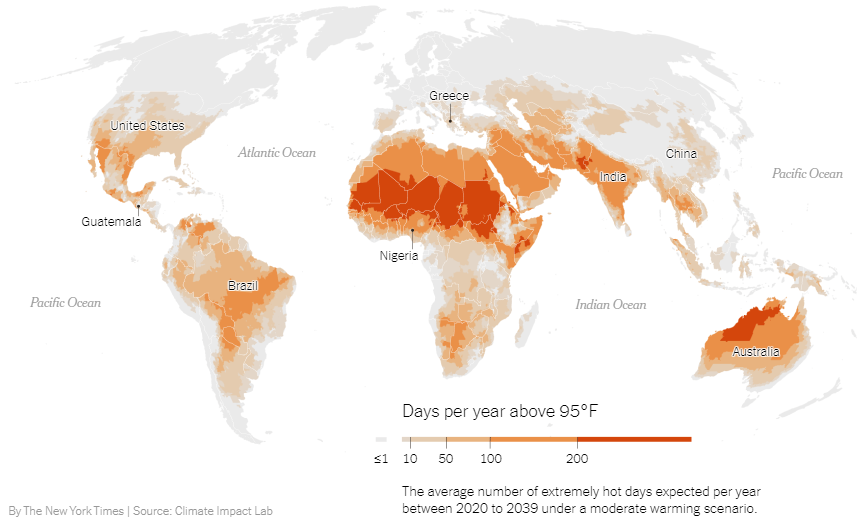 Greece
United States
Atlantic Ocean
China
Pacific Ocean
India
Guatemala
Nigeria
Brazil
Pacific Ocean
Indian Ocean
Australia
Days per year above 95°F
≤1 10 50 100 200
The average number of extremely hot days expected per year
between 2020 to 2039 under a moderate warming scenario.
By The New York Times | Source: Climate Impact Lab